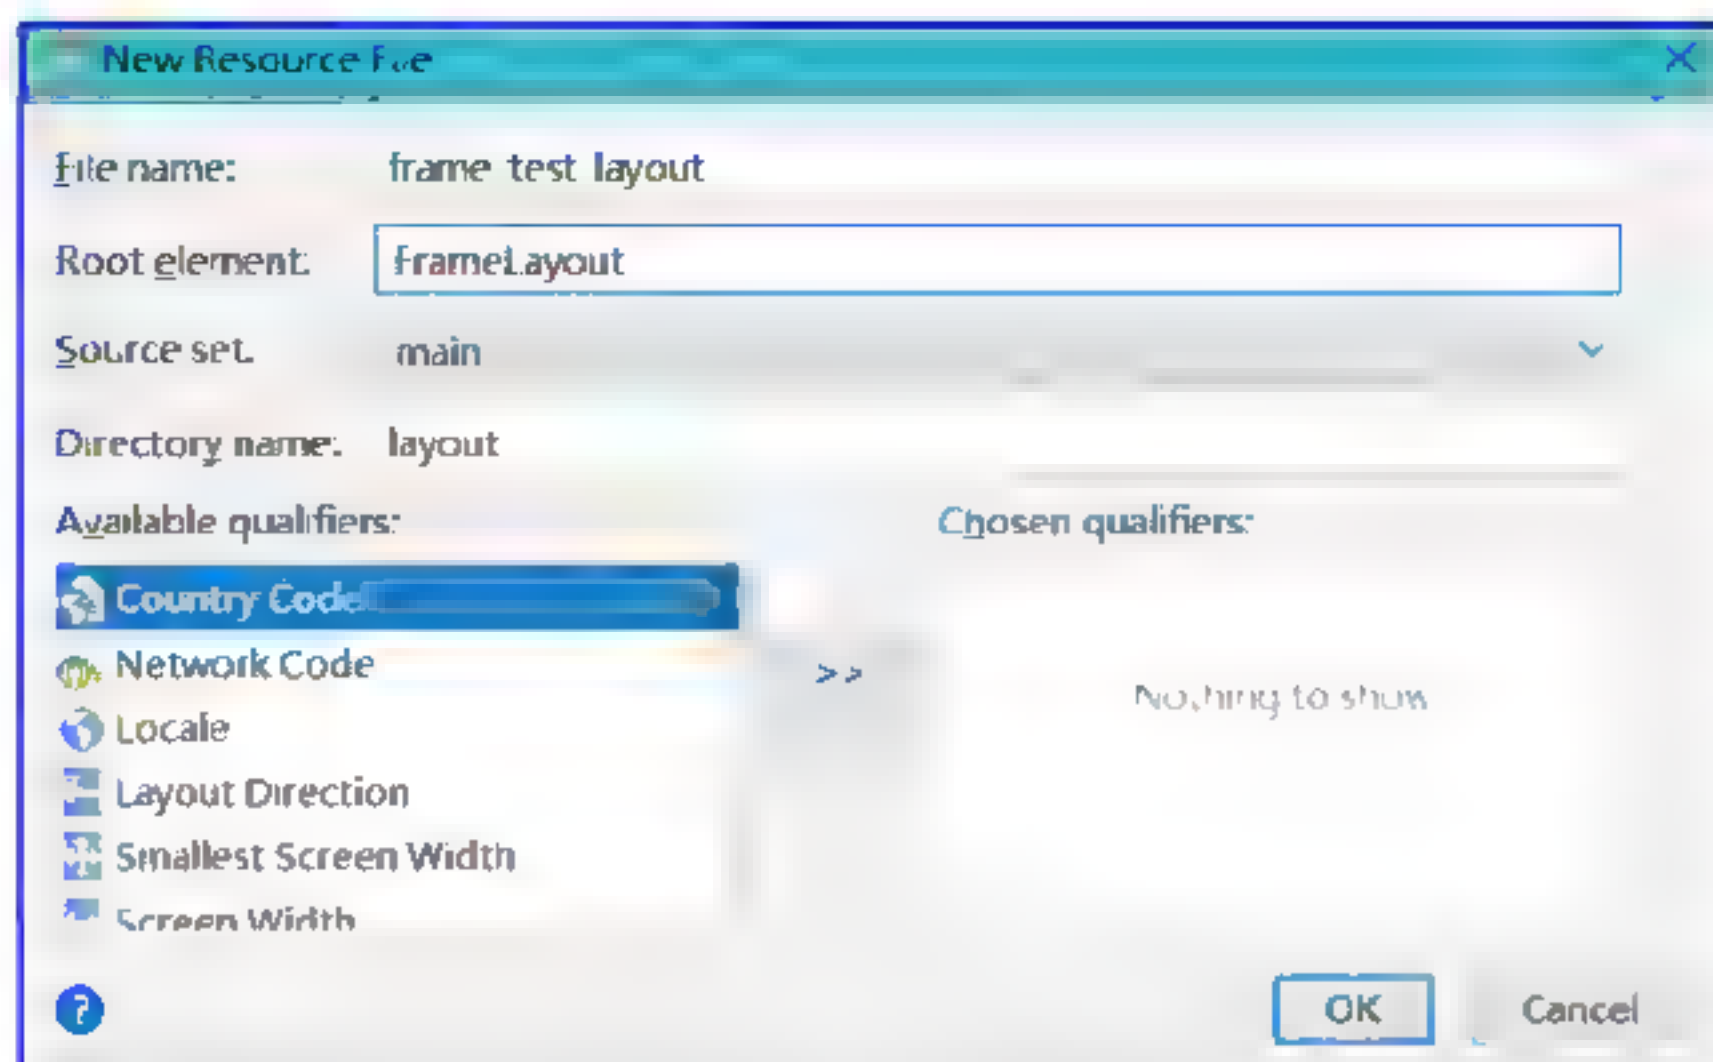 New Resource File
File name: frame test layout
Root element: FrameLayout
Source set: main
Directory name: layout
Available qualifiers: Chosen qualifiers:
Country Code
Network Code >>
Locale Nothing to show
Layout Direction
Smallest Screen Width
Screen Width
? OK Cancel